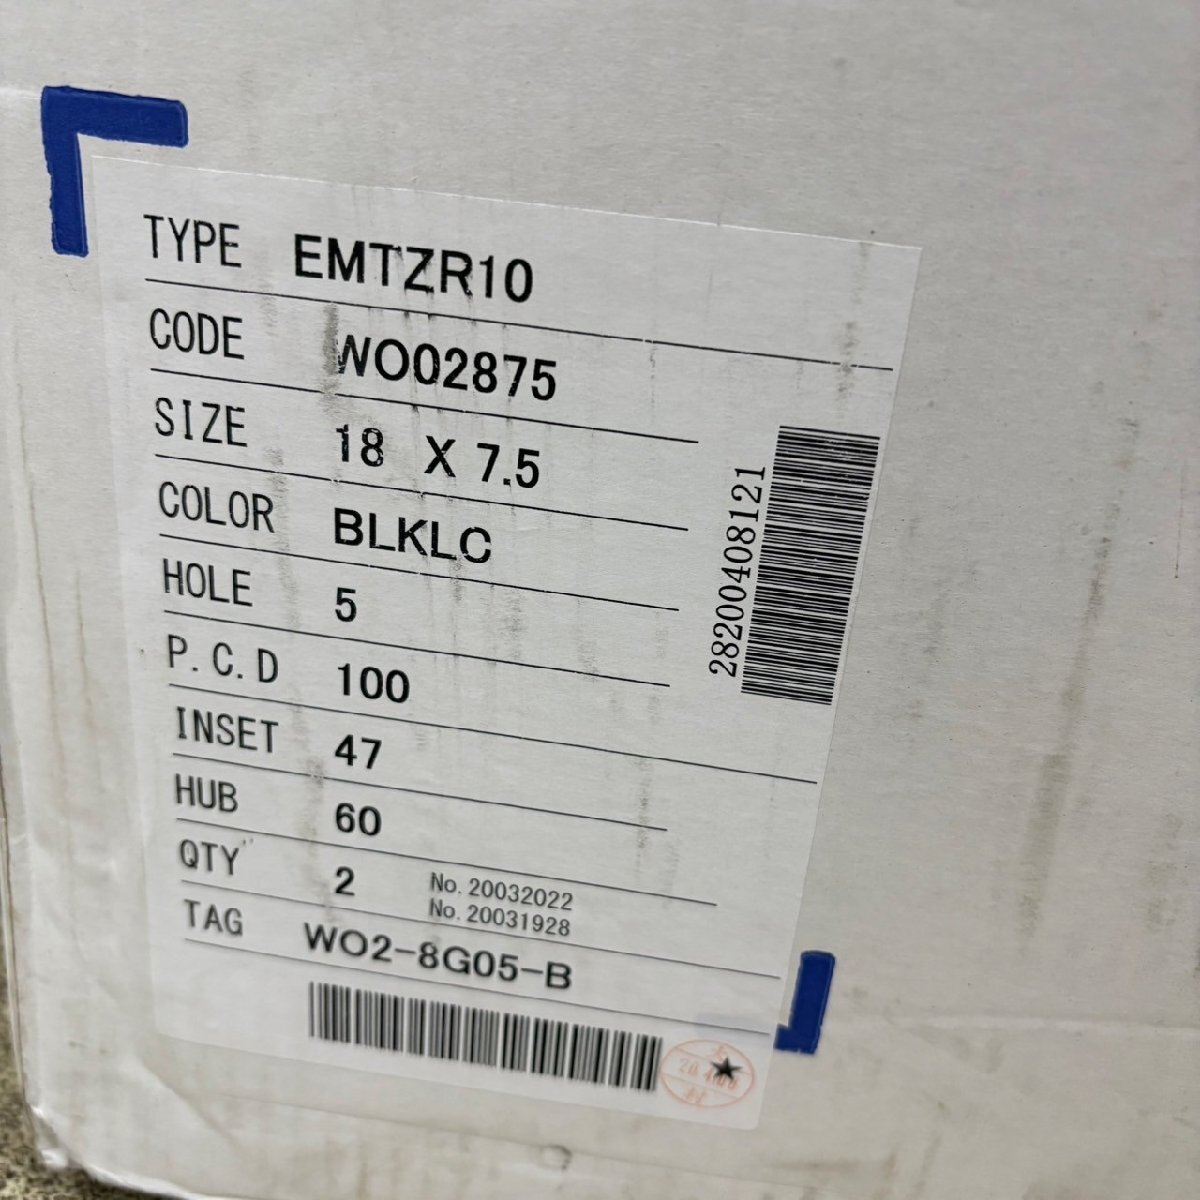 TYPE EMTZR10
CODE WO02875
SIZE 18 X 7.5
COLOR BLKLC
HOLE 5
P.C.D 100
INSET 47
HUB 60
QTY 2
No. 20032022
No. 20031928
TAG WO2-8G05-B
28200408121